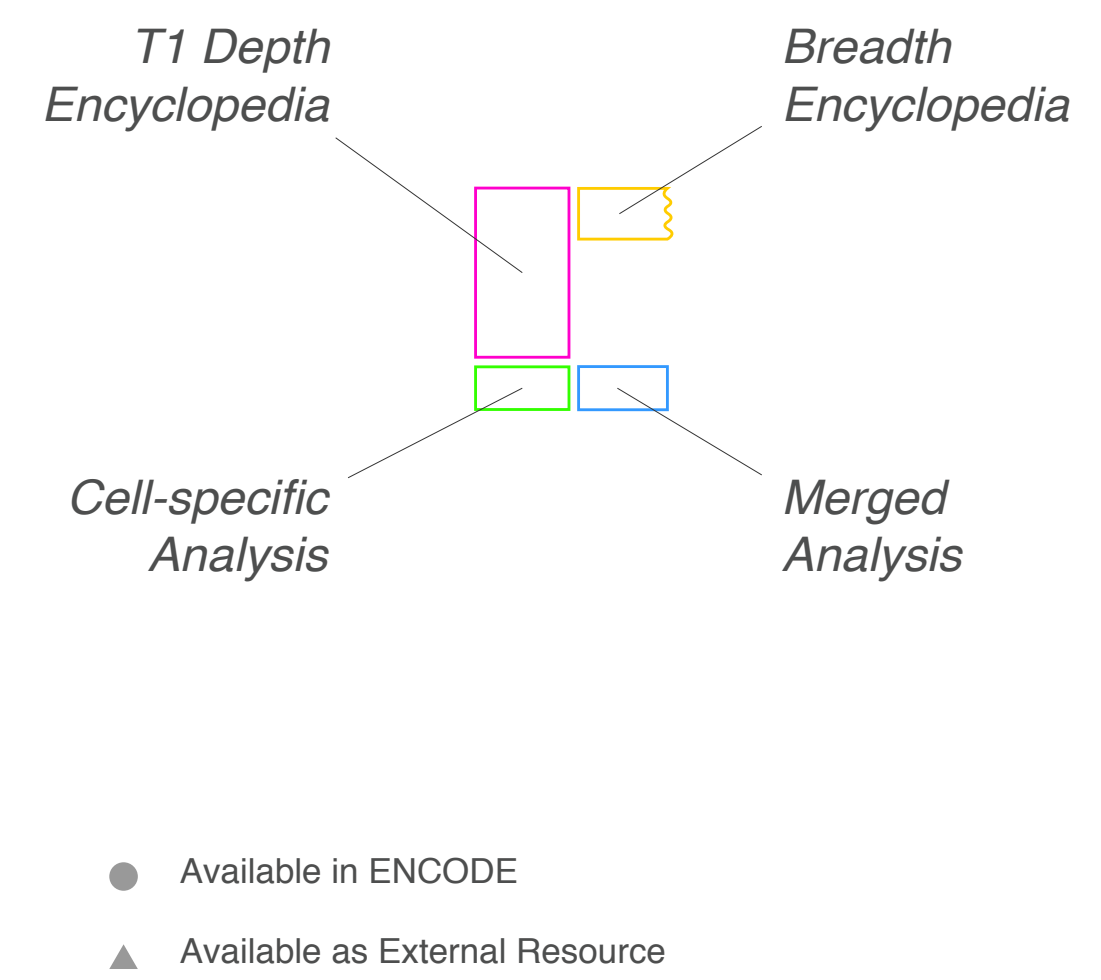 T1 Depth
Encyclopedia
Breadth
Encyclopedia
Cell-specific
Analysis
Merged
Analysis
Available in ENCODE
Available as External Resource